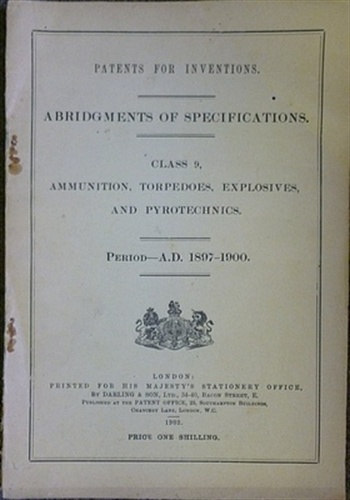 PATENTS FOR INVENTIONS.
ABRIDGMENTS OF SPECIFICATIONS.
CLASS 9,
AMMUNITION, TORPEDOES, EXPLOSIVES,
AND PYROTECHNICS.
PERIOD—A.D. 1897-1900.
LONDON:
PRINTED FOR HIS MAJESTY'S STATIONERY OFFICE,
BY DARLING & SON, LTD., 34-40, BACON STREET, E.
PUBLISHED AT THE PATENT OFFICE, 25, SOUTHAMPTON BUILDINGS,
CHANCERY LANE, LONDON, W.C.
1902.
PRICE ONE SHILLING.